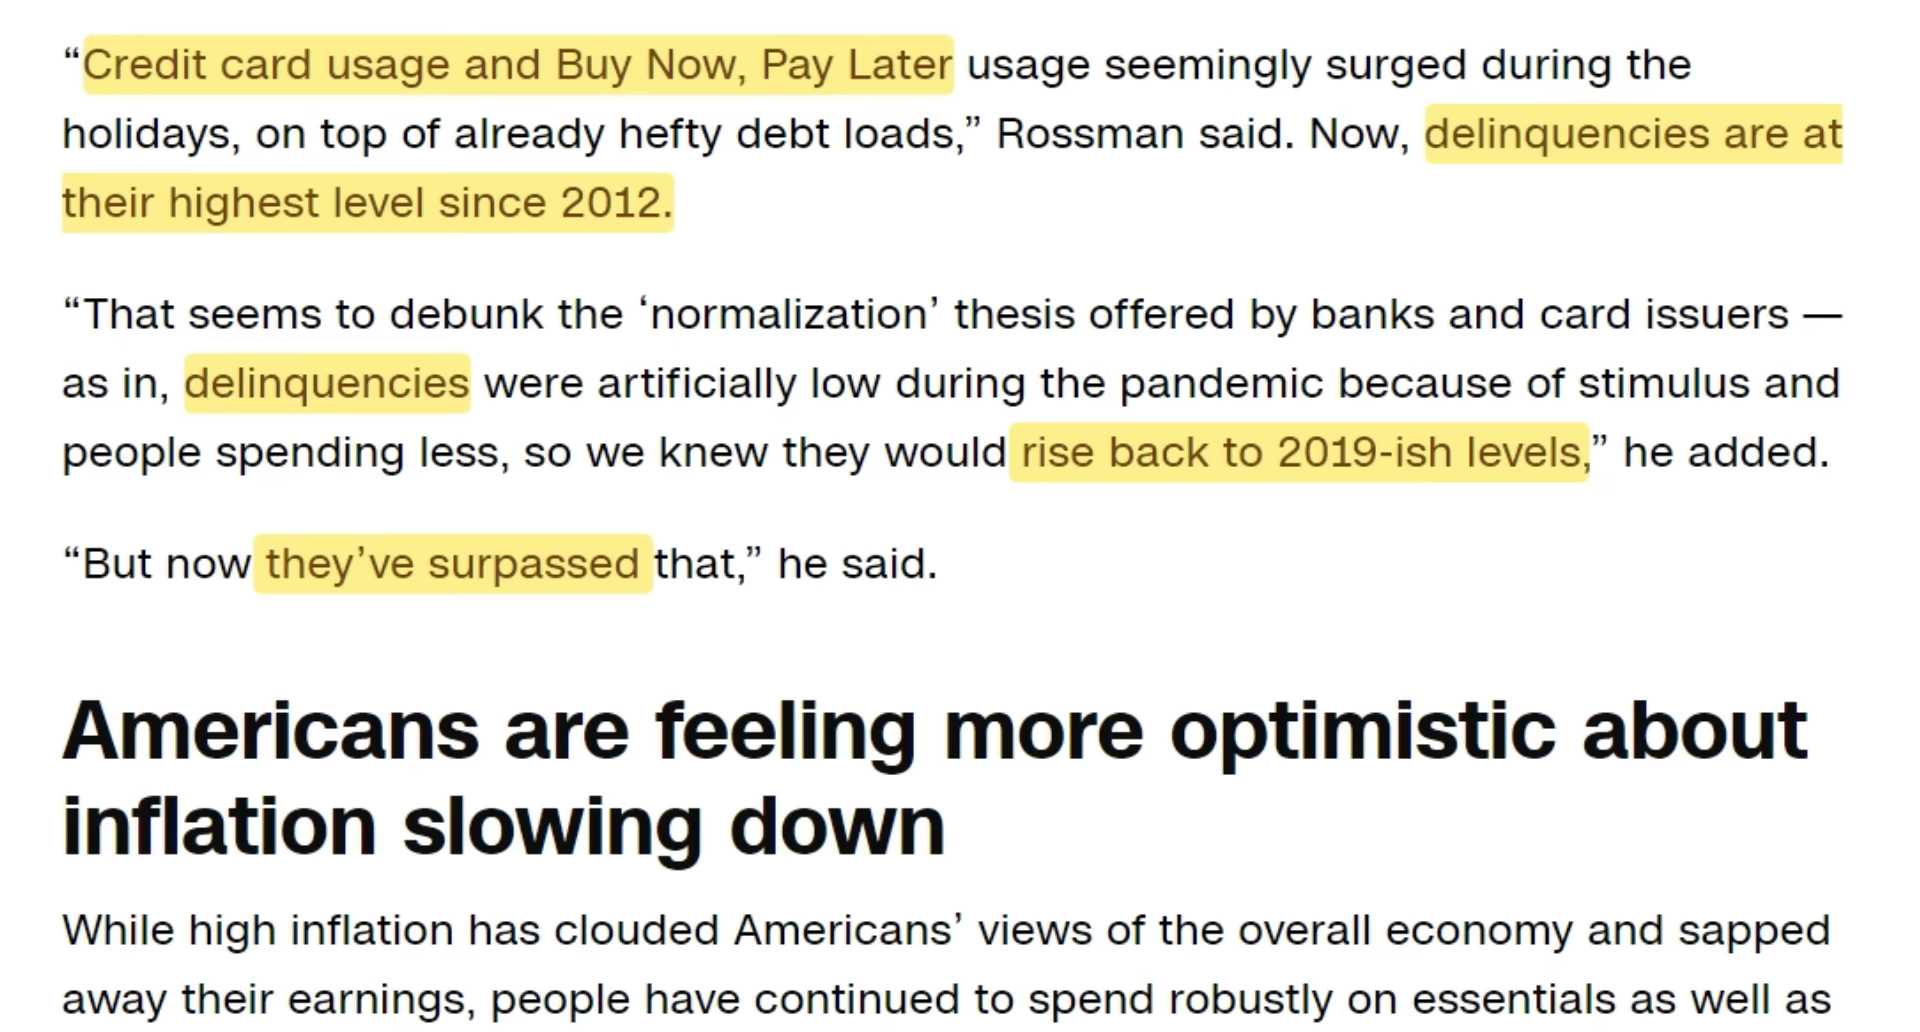 “Credit card usage and Buy Now, Pay Later usage seemingly surged during the
holidays, on top of already hefty debt loads,” Rossman said. Now, delinquencies are at
their highest level since 2012.
“That seems to debunk the ‘normalization’ thesis offered by banks and card issuers —
as in, delinquencies were artificially low during the pandemic because of stimulus and
people spending less, so we knew they would rise back to 2019-ish levels,” he added.
“But now they’ve surpassed that,” he said.
Americans are feeling more optimistic about
inflation slowing down
While high inflation has clouded Americans’ views of the overall economy and sapped
away their earnings, people have continued to spend robustly on essentials as well as